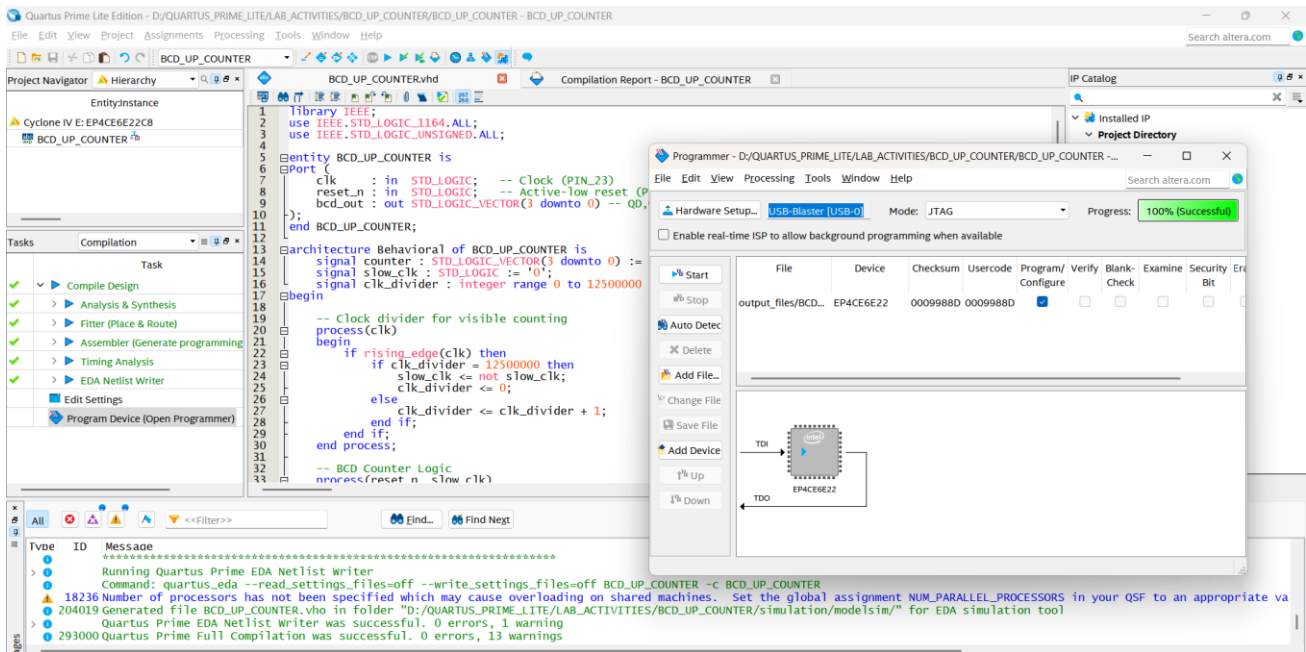 Quartus Prime Lite Edition - D:/QUARTUS_PRIME_LITE/LAB_ACTIVITIES/BCD_UP_COUNTER/BCD_UP_COUNTER - BCD_UP_COUNTER
File Edit View Project Assignments Processing Tools Window Help
Search altera.com
BCD_UP_COUNTER
Project Navigator Hierarchy
Entity:Instance
Cyclone IV E: EP4CE6E22C8
BCD_UP_COUNTER
Tasks Compilation
Task
Compile Design
Analysis & Synthesis
Fitter (Place & Route)
Assembler (Generate programming
Timing Analysis
EDA Netlist Writer
Edit Settings
Program Device (Open Programmer)
BCD_UP_COUNTER.vhd
Compilation Report - BCD_UP_COUNTER
1 library IEEE;
2 use IEEE.STD_LOGIC_1164.ALL;
3 use IEEE.STD_LOGIC_UNSIGNED.ALL;
4
5 entity BCD_UP_COUNTER is
6 Port (
7 clk : in STD_LOGIC; -- Clock (PIN_23)
8 reset_n : in STD_LOGIC; -- Active-low reset (P
9 bcd_out : out STD_LOGIC_VECTOR(3 downto 0) -- QD,
10 );
11 end BCD_UP_COUNTER;
12
13 architecture Behavioral of BCD_UP_COUNTER is
14 signal counter : STD_LOGIC_VECTOR(3 downto 0) :=
15 signal slow_clk : STD_LOGIC := '0';
16 signal clk_divider : integer range 0 to 12500000
17 begin
18
19 -- Clock divider for visible counting
20 process(clk)
21 begin
22 if rising_edge(clk) then
23 if clk_divider = 12500000 then
24 slow_clk <= not slow_clk;
25 clk_divider <= 0;
26 else
27 clk_divider <= clk_divider + 1;
28 end if;
29 end if;
30 end process;
31
32 -- BCD Counter Logic
33 process(reset_n, slow_clk)
IP Catalog
Installed IP
Project Directory
Programmer - D:/QUARTUS_PRIME_LITE/LAB_ACTIVITIES/BCD_UP_COUNTER/BCD_UP_COUNTER -...
File Edit View Processing Tools Window Help
Search altera.com
Hardware Setup... USB-Blaster [USB-0] Mode: JTAG Progress: 100% (Successful)
Enable real-time ISP to allow background programming when available
Start
Stop
Auto Detec
Delete
Add File...
Change File
Save File
Add Device
Up
Down
File Device Checksum Usercode Program/ Verify Blank- Examine Security Era
Configure Check Bit
output_files/BCD... EP4CE6E22 0009988D 0009988D
TDI
intel
EP4CE6E22
TDO
All <<Filter>> Find... Find Next
Type ID Message
*******************************************************************
Running Quartus Prime EDA Netlist Writer
Command: quartus_eda --read_settings_files=off --write_settings_files=off BCD_UP_COUNTER -c BCD_UP_COUNTER
18236 Number of processors has not been specified which may cause overloading on shared machines. Set the global assignment NUM_PARALLEL_PROCESSORS in your QSF to an appropriate va
204019 Generated file BCD_UP_COUNTER.vho in folder "D:/QUARTUS_PRIME_LITE/LAB_ACTIVITIES/BCD_UP_COUNTER/simulation/modelsim/" for EDA simulation tool
Quartus Prime EDA Netlist Writer was successful. 0 errors, 1 warning
293000 Quartus Prime Full Compilation was successful. 0 errors, 13 warnings